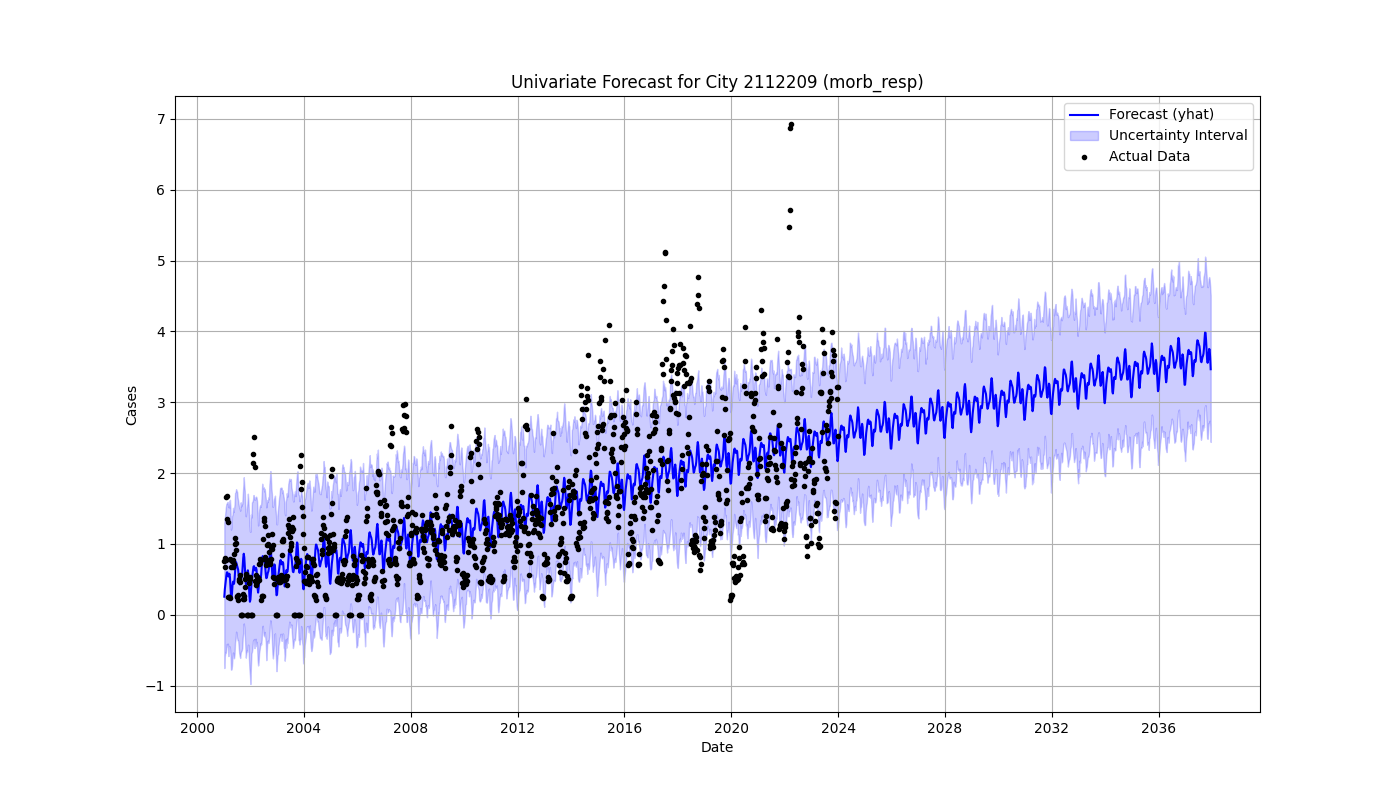 Univariate Forecast for City 2112209 (morb_resp)
Forecast (yhat)
Uncertainty Interval
Actual Data
Cases
7
6
5
4
3
2
1
0
−1
2000 2004 2008 2012 2016 2020 2024 2028 2032 2036
Date